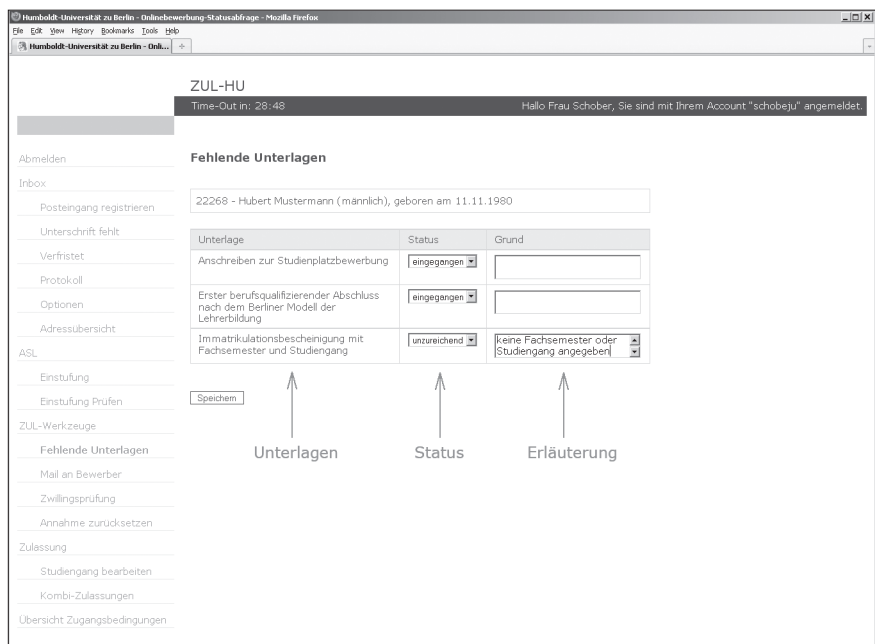 Humboldt-Universität zu Berlin - Onlinebewerbung-Statusabfrage - Mozilla Firefox
File Edit View History Bookmarks Tools Help
Humboldt-Universität zu Berlin - Onli...
ZUL-HU
Time-Out in: 28:48
Hallo Frau Schober, Sie sind mit Ihrem Account "schobeju" angemeldet.
Abmelden
Inbox
Posteingang registrieren
Unterschrift fehlt
Verfristet
Protokoll
Optionen
Adressübersicht
ASL
Einstufung
Einstufung Prüfen
ZUL-Werkzeuge
Fehlende Unterlagen
Mail an Bewerber
Zwillingsprüfung
Annahme zurücksetzen
Zulassung
Studiengang bearbeiten
Kombi-Zulassungen
Übersicht Zugangsbedingungen
Fehlende Unterlagen
22268 - Hubert Mustermann (männlich), geboren am 11.11.1980
Unterlage Status Grund
Anschreiben zur Studienplatzbewerbung eingegangen
Erster berufsqualifizierender Abschluss
nach dem Berliner Modell der
Lehrerbildung
eingegangen
Immatrikulationsbescheinigung mit
Fachsemester und Studiengang
unzureichend
keine Fachsemester oder
Studiengang angegeben
Speichern
Unterlagen Status Erläuterung